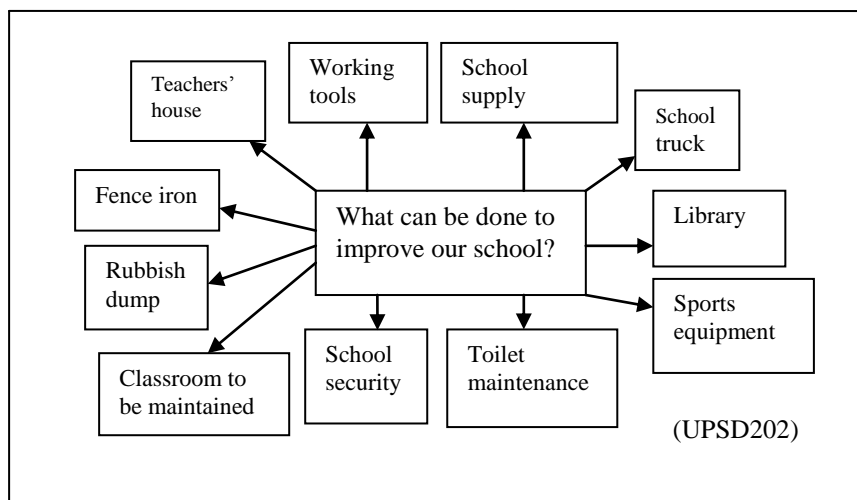 Teachers’
house
Working
tools
School
supply
School
truck
Fence iron
What can be done to
improve our school?
Library
Rubbish
dump
Sports
equipment
Classroom to
be maintained
School
security
Toilet
maintenance
(UPSD202)